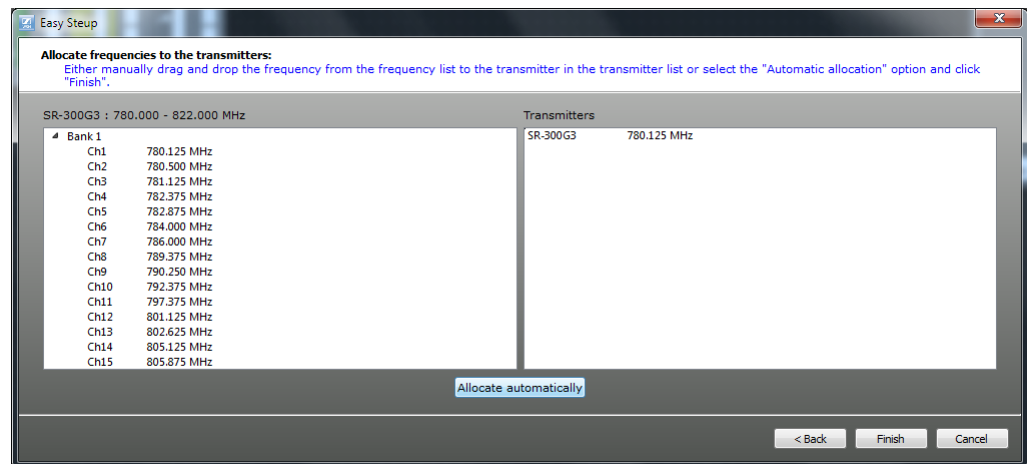 Easy Steup
Allocate frequencies to the transmitters:
Either manually drag and drop the frequency from the frequency list to the transmitter in the transmitter list or select the "Automatic allocation" option and click
"Finish".
SR-300G3 : 780.000 - 822.000 MHz
Transmitters
Bank 1
SR-300G3 780.125 MHz
Ch1 780.125 MHz
Ch2 780.500 MHz
Ch3 781.125 MHz
Ch4 782.375 MHz
Ch5 782.875 MHz
Ch6 784.000 MHz
Ch7 786.000 MHz
Ch8 789.375 MHz
Ch9 790.250 MHz
Ch10 792.375 MHz
Ch11 797.375 MHz
Ch12 801.125 MHz
Ch13 802.625 MHz
Ch14 805.125 MHz
Ch15 805.875 MHz
Allocate automatically
< Back
Finish
Cancel